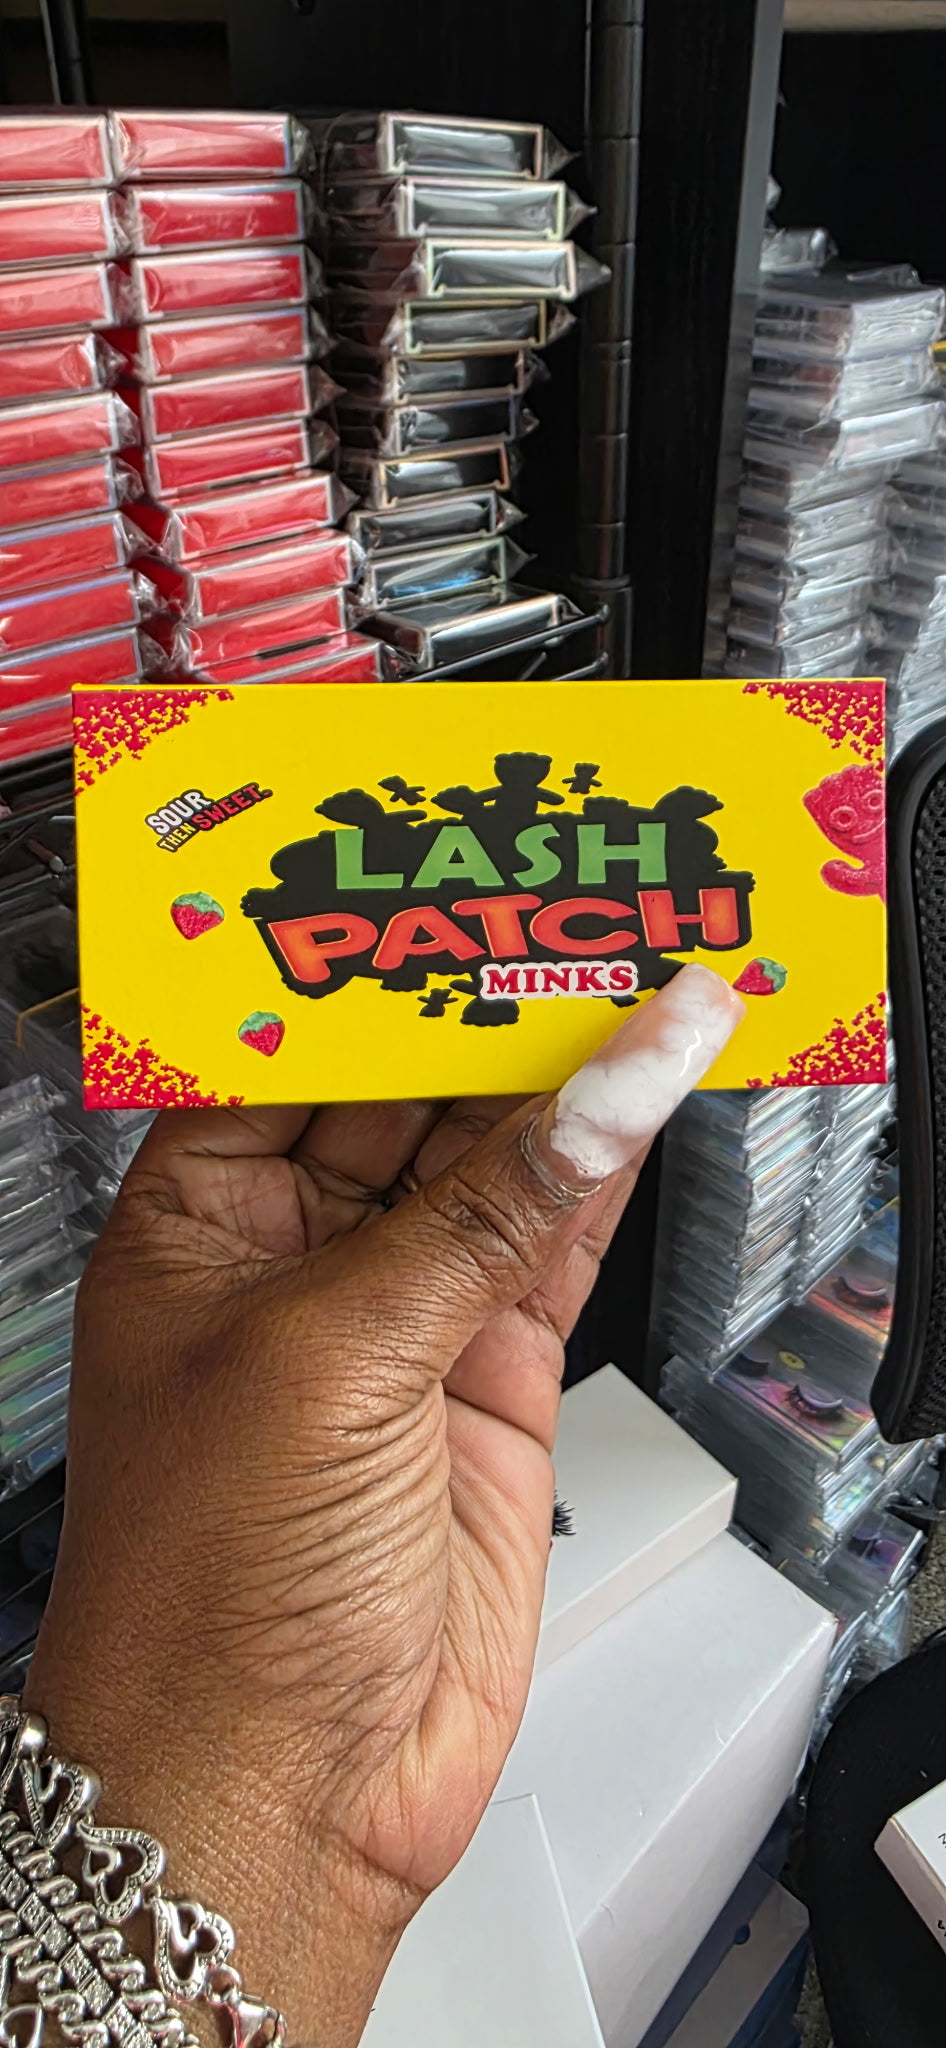 SOUR
THEN SWEET.
LASH
PATCH
MINKS